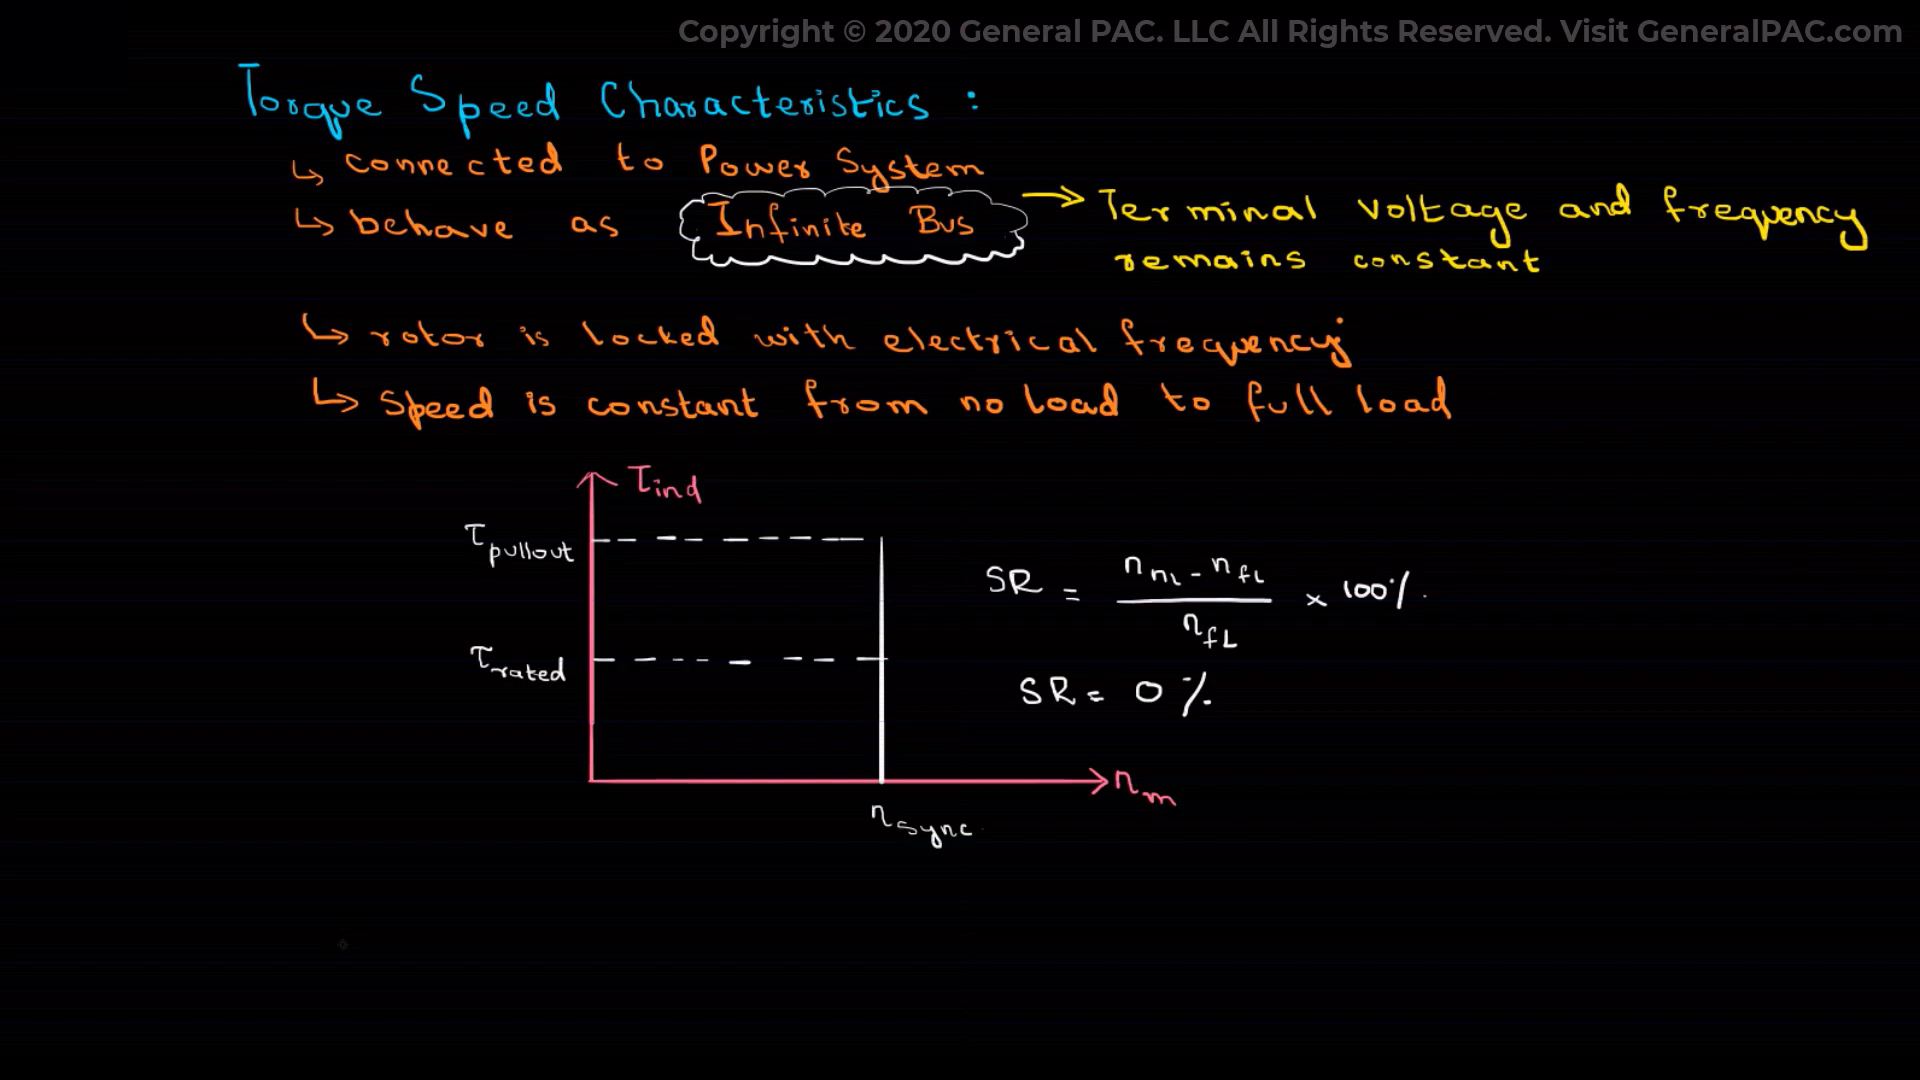 Copyright © 2020 General PAC. LLC All Rights Reserved. Visit GeneralPAC.com
Torque Speed Characteristics :
↳ connected to Power System
↳ behave as Infinite Bus → Terminal voltage and frequency
remains constant
↳ rotor is locked with electrical frequency
↳ speed is constant from no load to full load
τind
τpullout
SR = (nnL - nfL) / nfL × 100%.
τrated
SR = 0 %.
nm
nsync